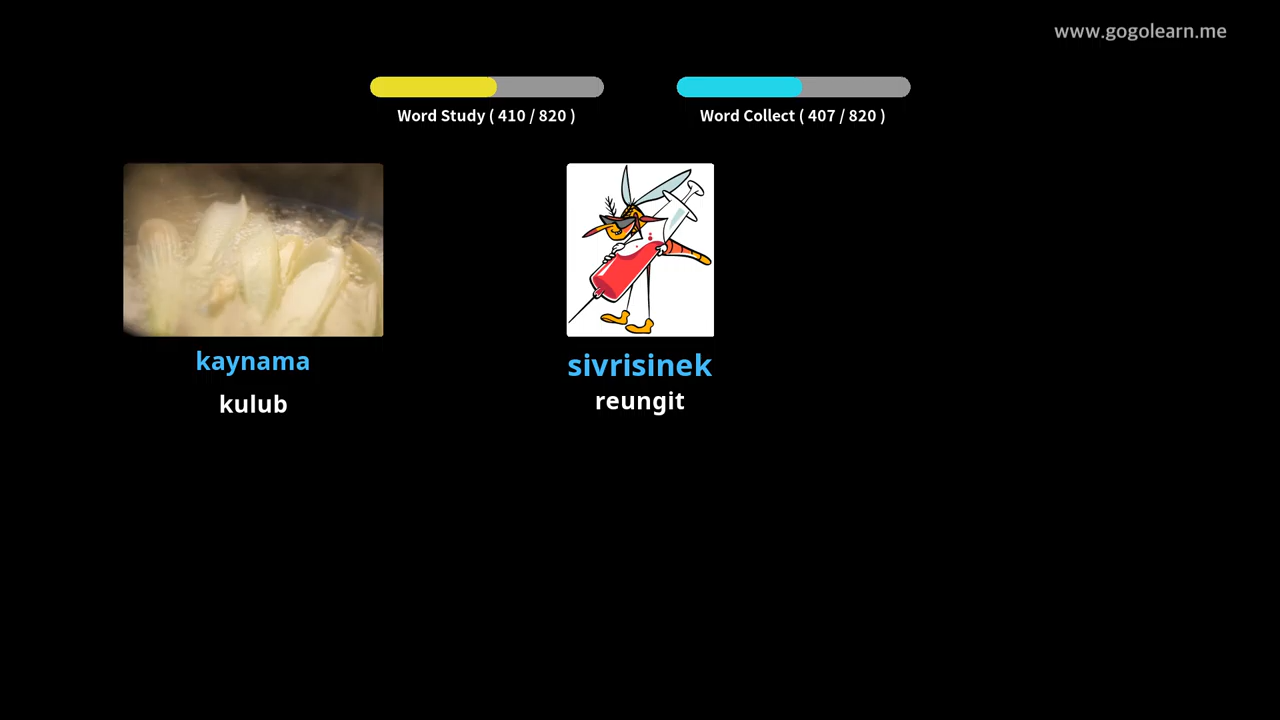 www.gogolearn.me
Word Study ( 410 / 820 )
Word Collect ( 407 / 820 )
kaynama
kulub
sivrisinek
reungit